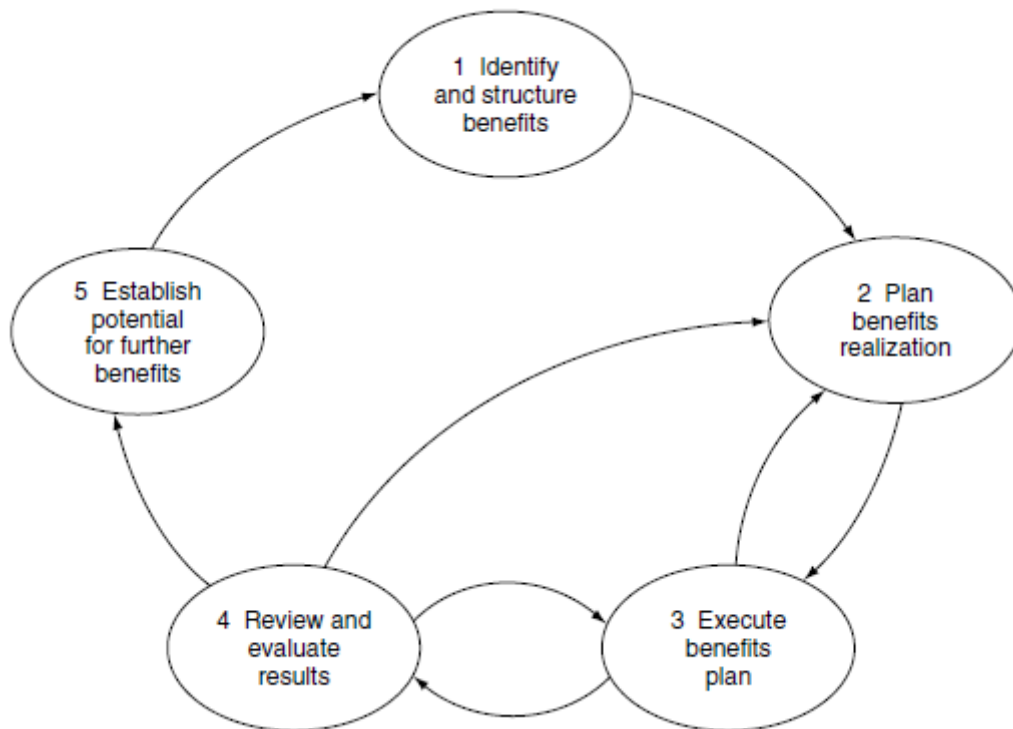 1 Identify
and structure
benefits
2 Plan
benefits
realization
3 Execute
benefits
plan
4 Review and
evaluate
results
5 Establish
potential
for further
benefits